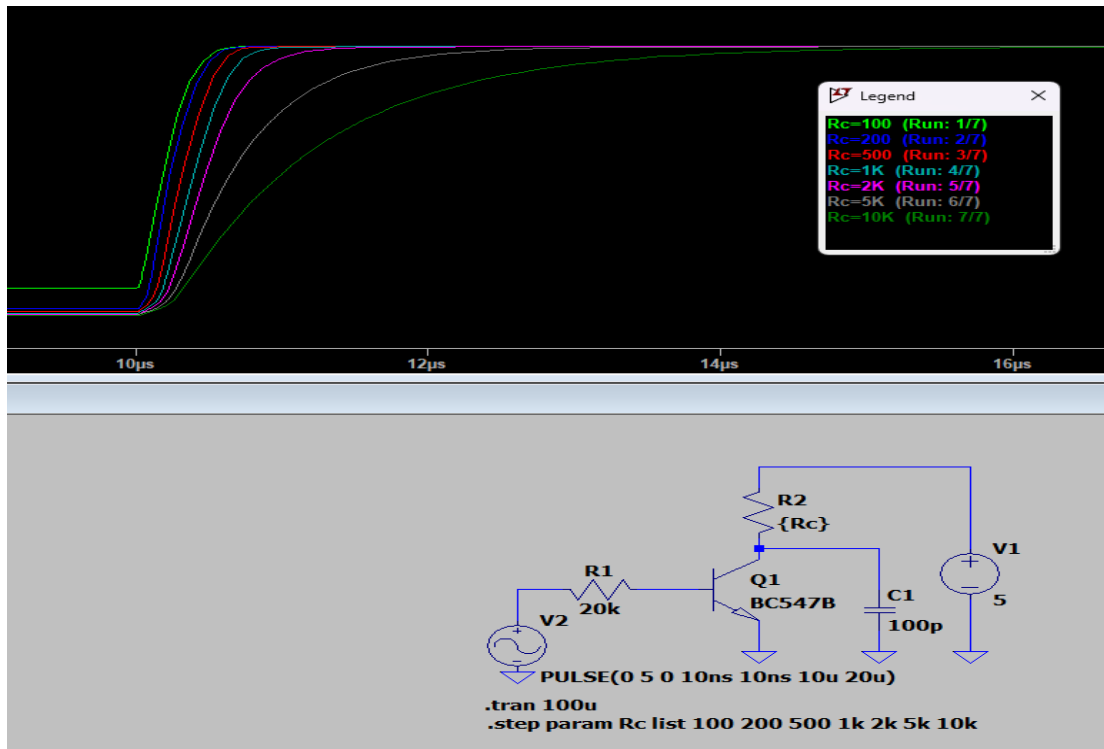 Legend
Rc=100 (Run: 1/7)
Rc=200 (Run: 2/7)
Rc=500 (Run: 3/7)
Rc=1K (Run: 4/7)
Rc=2K (Run: 5/7)
Rc=5K (Run: 6/7)
Rc=10K (Run: 7/7)
10µs 12µs 14µs 16µs
R2
{Rc}
V1
5
R1
20k
Q1
BC547B
C1
100p
V2
PULSE(0 5 0 10ns 10ns 10u 20u)
.tran 100u
.step param Rc list 100 200 500 1k 2k 5k 10k